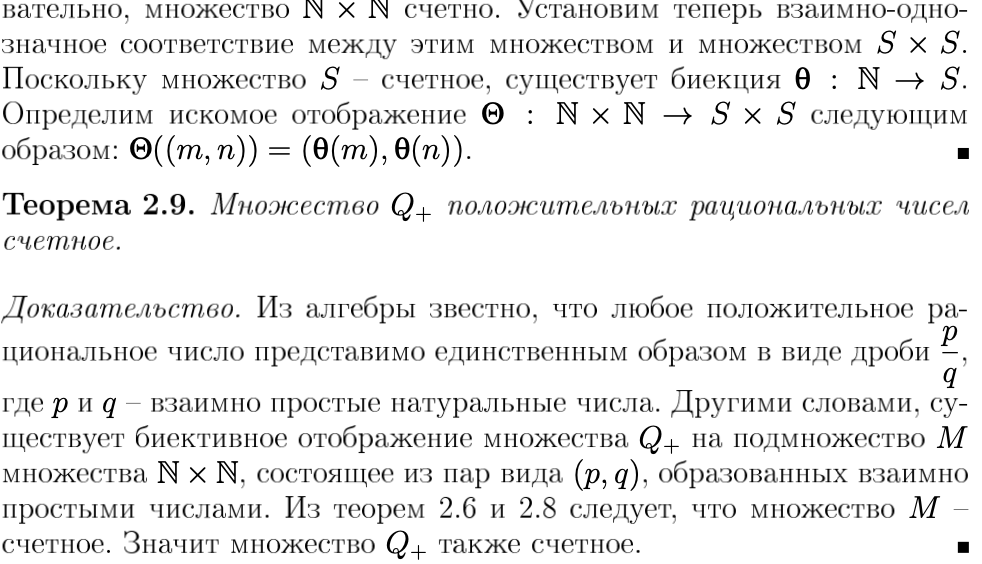 вательно, множество ℕ × ℕ счетно. Установим теперь взаимно-одно-
значное соответствие между этим множеством и множеством S × S.
Поскольку множество S – счетное, существует биекция θ : ℕ → S.
Определим искомое отображение Θ : ℕ × ℕ → S × S следующим
образом: Θ((m, n)) = (θ(m), θ(n)). ■
Теорема 2.9. Множество Q₊ положительных рациональных чисел
счетное.
Доказательство. Из алгебры звестно, что любое положительное ра-
циональное число представимо единственным образом в виде дроби p/q,
где p и q – взаимно простые натуральные числа. Другими словами, су-
ществует биективное отображение множества Q₊ на подмножество M
множества ℕ × ℕ, состоящее из пар вида (p, q), образованных взаимно
простыми числами. Из теорем 2.6 и 2.8 следует, что множество M –
счетное. Значит множество Q₊ также счетное. ■